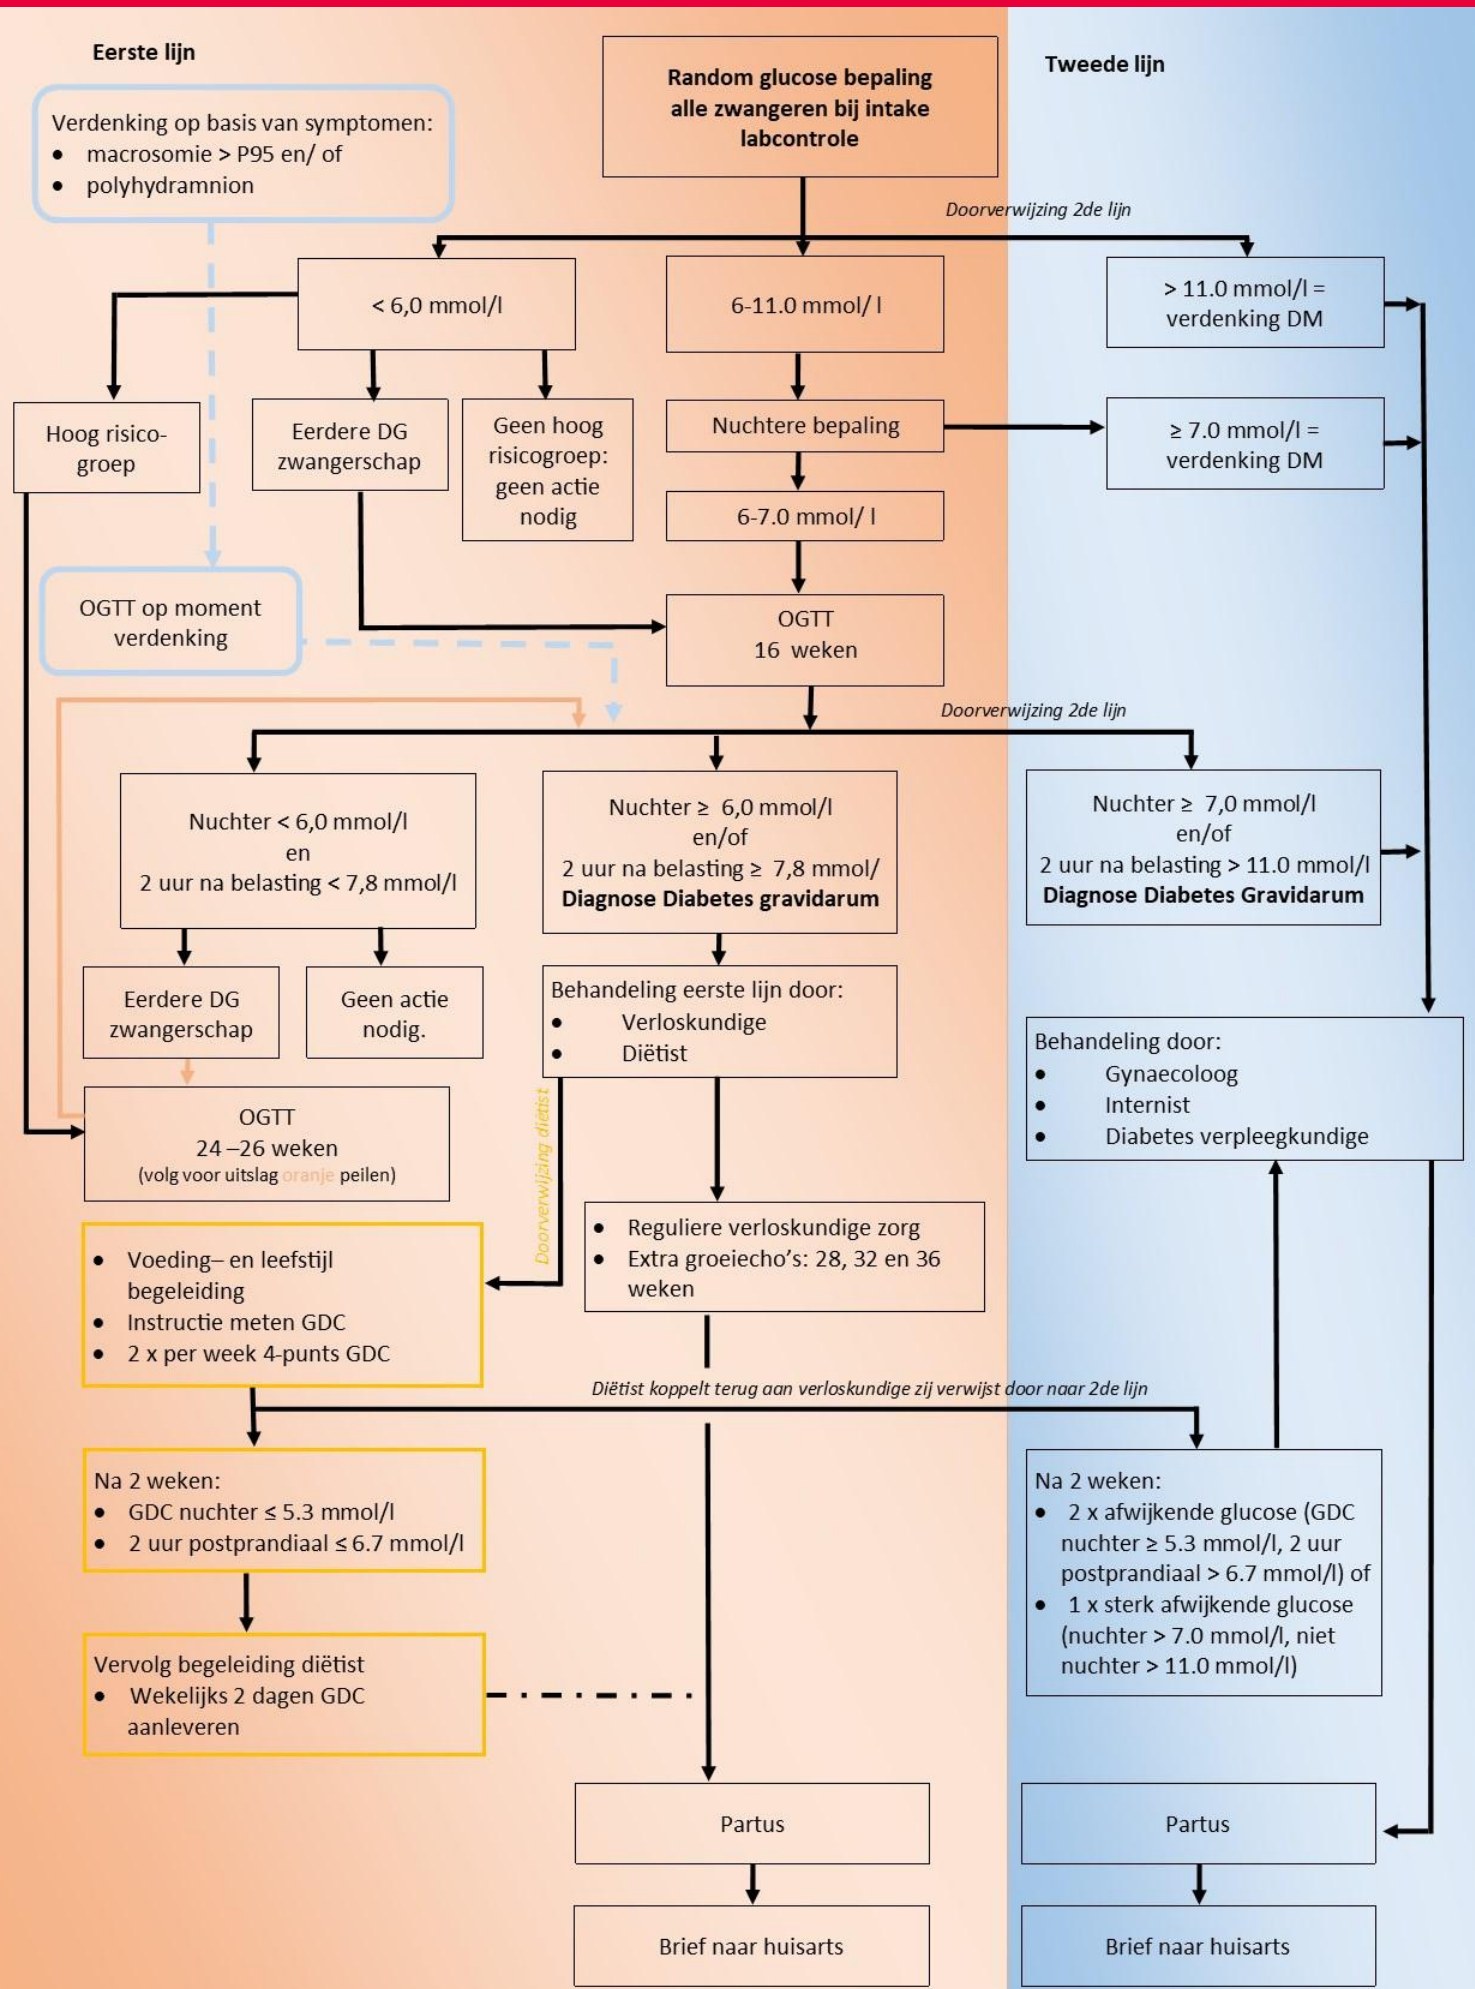 Eerste lijn
Tweede lijn
Random glucose bepaling
alle zwangeren bij intake
labcontrole
Verdenking op basis van symptomen:
• macrosomie > P95 en/ of
• polyhydramnion
Doorverwijzing 2de lijn
< 6,0 mmol/l
6-11.0 mmol/ l
> 11.0 mmol/l =
verdenking DM
Hoog risico-
groep
Eerdere DG
zwangerschap
Geen hoog
risicogroep:
geen actie
nodig
Nuchtere bepaling
≥ 7.0 mmol/l =
verdenking DM
6-7.0 mmol/ l
OGTT op moment
verdenking
OGTT
16 weken
Doorverwijzing 2de lijn
Nuchter < 6,0 mmol/l
en
2 uur na belasting < 7,8 mmol/l
Nuchter ≥ 6,0 mmol/l
en/of
2 uur na belasting ≥ 7,8 mmol/
Diagnose Diabetes gravidarum
Nuchter ≥ 7,0 mmol/l
en/of
2 uur na belasting > 11.0 mmol/l
Diagnose Diabetes Gravidarum
Eerdere DG
zwangerschap
Geen actie
nodig.
Behandeling eerste lijn door:
• Verloskundige
• Diëtist
Behandeling door:
• Gynaecoloog
• Internist
• Diabetes verpleegkundige
OGTT
24 –26 weken
(volg voor uitslag oranje peilen)
Doorverwijzing diëtist
• Reguliere verloskundige zorg
• Extra groeiecho's: 28, 32 en 36
weken
• Voeding– en leefstijl
begeleiding
• Instructie meten GDC
• 2 x per week 4-punts GDC
Diëtist koppelt terug aan verloskundige zij verwijst door naar 2de lijn
Na 2 weken:
• GDC nuchter ≤ 5.3 mmol/l
• 2 uur postprandiaal ≤ 6.7 mmol/l
Na 2 weken:
• 2 x afwijkende glucose (GDC
nuchter ≥ 5.3 mmol/l, 2 uur
postprandiaal > 6.7 mmol/l) of
• 1 x sterk afwijkende glucose
(nuchter > 7.0 mmol/l, niet
nuchter > 11.0 mmol/l)
Vervolg begeleiding diëtist
• Wekelijks 2 dagen GDC
aanleveren
Partus
Partus
Brief naar huisarts
Brief naar huisarts